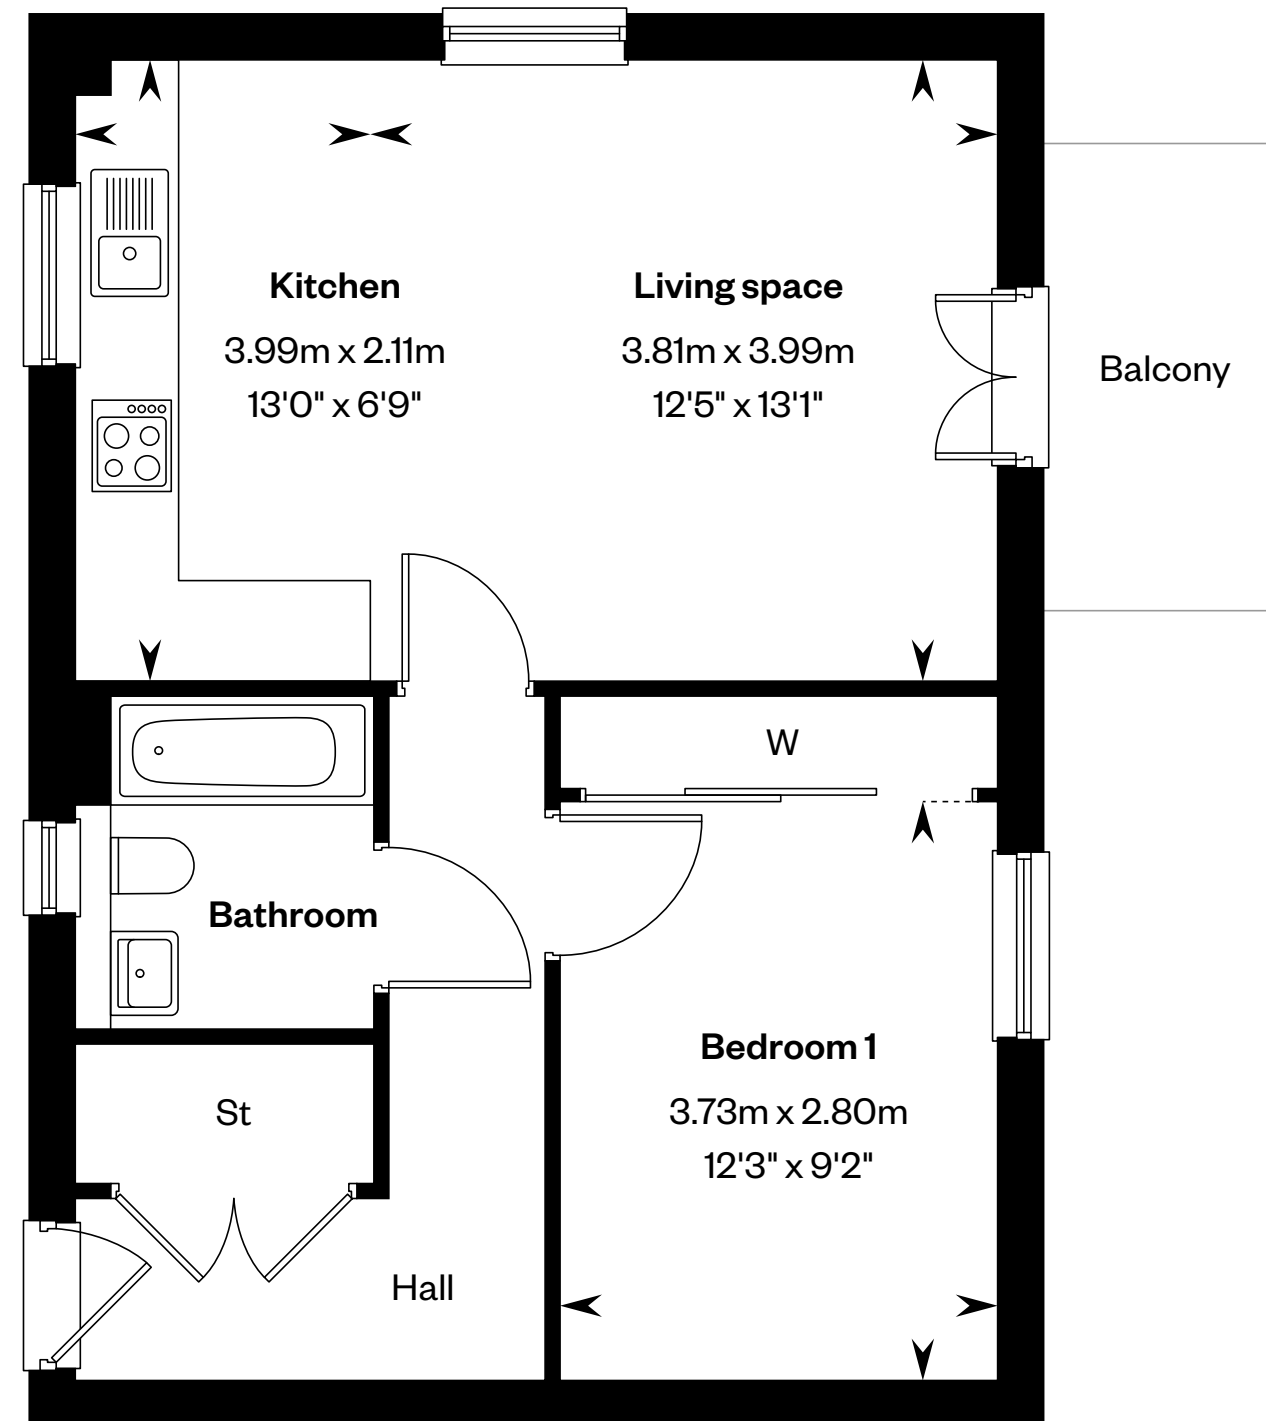 Kitchen
3.99m x 2.11m
13'0" x 6'9"
Living space
3.81m x 3.99m
12'5" x 13'1"
Balcony
W
Bathroom
Bedroom 1
3.73m x 2.80m
12'3" x 9'2"
St
Hall